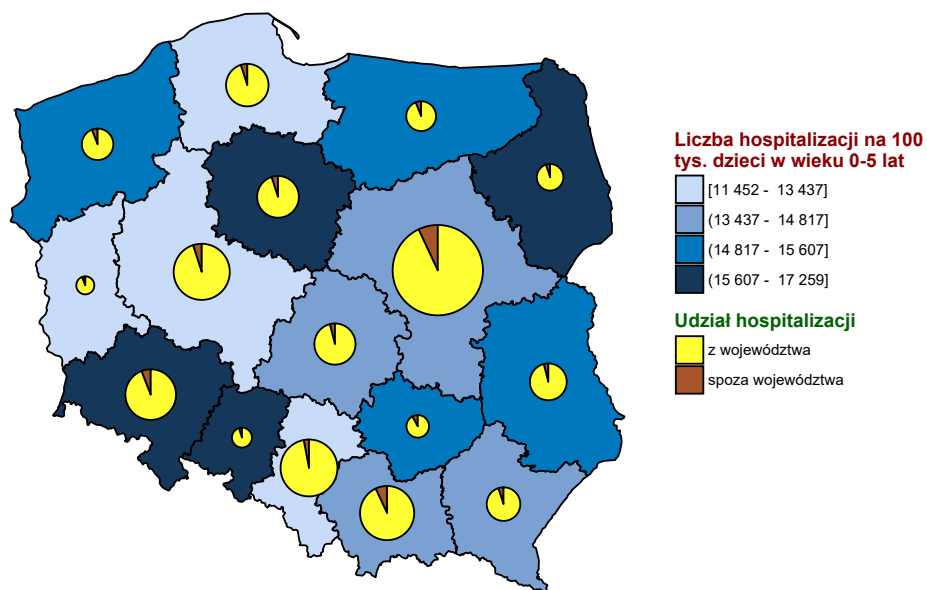 Liczba hospitalizacji na 100
tys. dzieci w wieku 0-5 lat
[11 452 - 13 437]
(13 437 - 14 817]
(14 817 - 15 607]
(15 607 - 17 259]
Udział hospitalizacji
z województwa
spoza województwa